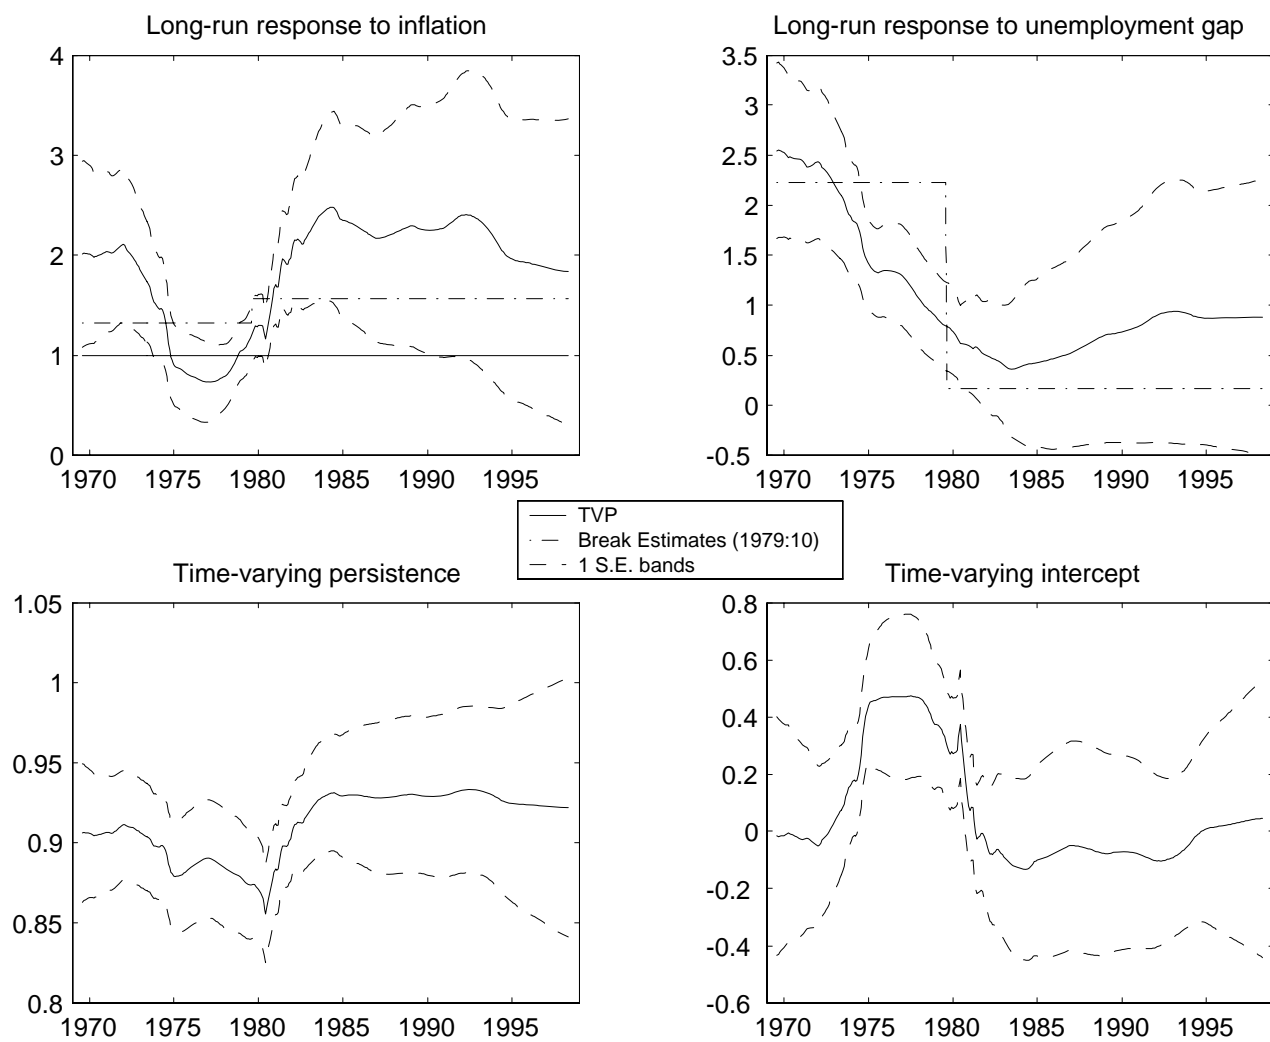 Long-run response to inflation
4
3
2
1
0
1970 1975 1980 1985 1990 1995
Long-run response to unemployment gap
3.5
3
2.5
2
1.5
1
0.5
0
-0.5
1970 1975 1980 1985 1990 1995
TVP
Break Estimates (1979:10)
1 S.E. bands
Time-varying persistence
1.05
1
0.95
0.9
0.85
0.8
1970 1975 1980 1985 1990 1995
Time-varying intercept
0.8
0.6
0.4
0.2
0
-0.2
-0.4
-0.6
1970 1975 1980 1985 1990 1995